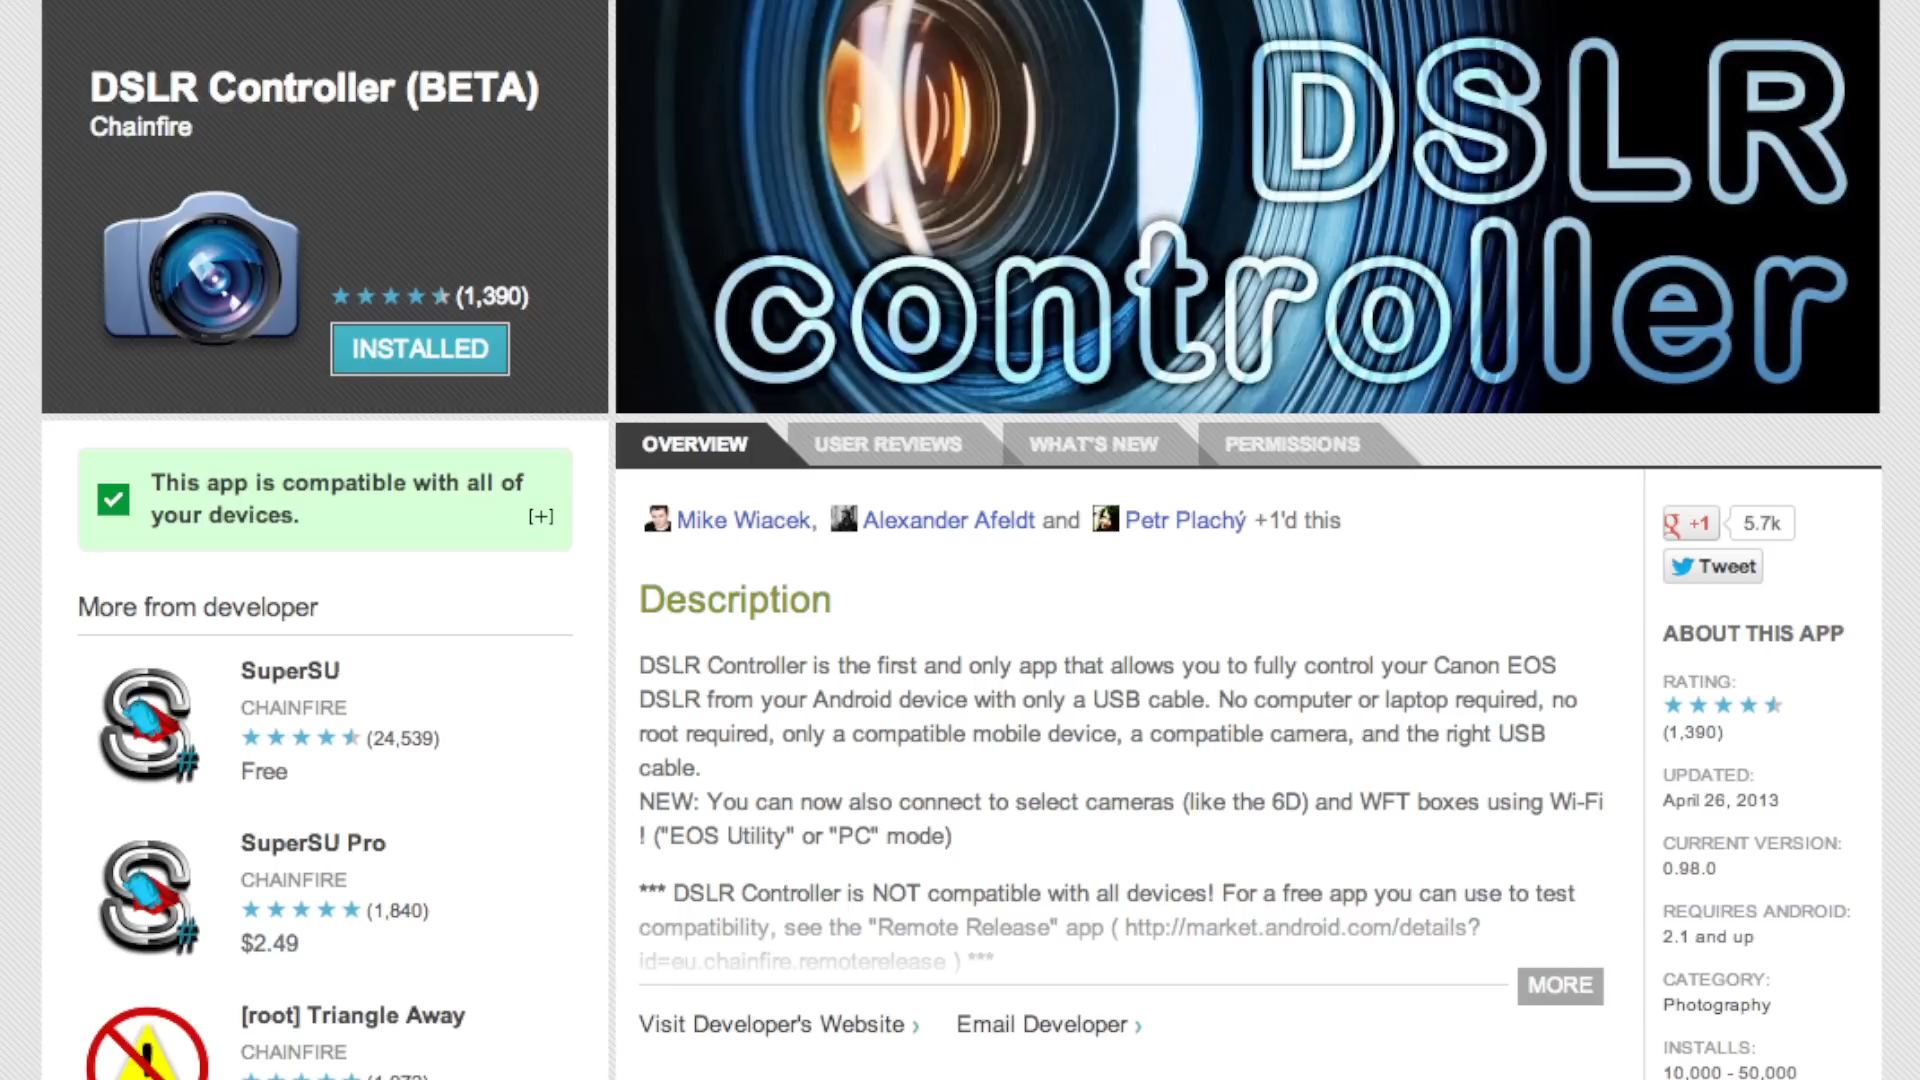 DSLR Controller (BETA)
Chainfire
(1,390)
INSTALLED
DSLR
controller
This app is compatible with all of
your devices. [+]
More from developer
SuperSU
CHAINFIRE
(24,539)
Free
SuperSU Pro
CHAINFIRE
(1,840)
$2.49
[root] Triangle Away
CHAINFIRE
OVERVIEW
USER REVIEWS
WHAT'S NEW
PERMISSIONS
Mike Wiacek, Alexander Afeldt and Petr Plachý +1'd this
Description
DSLR Controller is the first and only app that allows you to fully control your Canon EOS
DSLR from your Android device with only a USB cable. No computer or laptop required, no
root required, only a compatible mobile device, a compatible camera, and the right USB
cable.
NEW: You can now also connect to select cameras (like the 6D) and WFT boxes using Wi-Fi
! ("EOS Utility" or "PC" mode)
*** DSLR Controller is NOT compatible with all devices! For a free app you can use to test
compatibility, see the "Remote Release" app ( http://market.android.com/details?
id=eu.chainfire.remoterelease ) ***
MORE
Visit Developer's Website ›
Email Developer ›
g +1 5.7k
Tweet
ABOUT THIS APP
RATING:
(1,390)
UPDATED:
April 26, 2013
CURRENT VERSION:
0.98.0
REQUIRES ANDROID:
2.1 and up
CATEGORY:
Photography
INSTALLS:
10,000 - 50,000